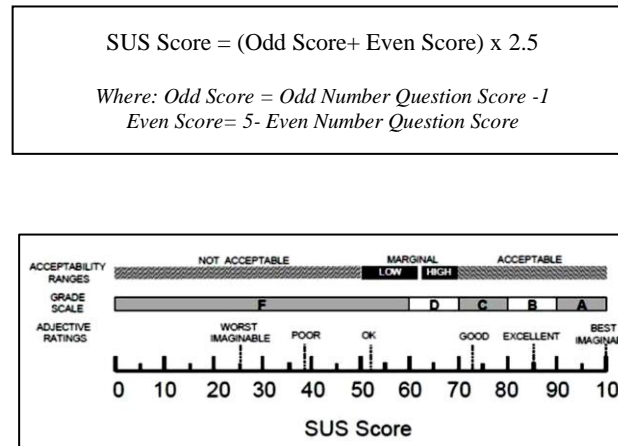 SUS Score = (Odd Score+ Even Score) x 2.5
Where: Odd Score = Odd Number Question Score -1
Even Score= 5- Even Number Question Score
NOT ACCEPTABLE MARGINAL ACCEPTABLE
ACCEPTABILITY RANGES LOW HIGH
GRADE SCALE F D C B A
ADJECTIVE RATINGS WORST IMAGINABLE POOR OK GOOD EXCELLENT BEST
0 10 20 30 40 50 60 70 80 90 10
SUS Score